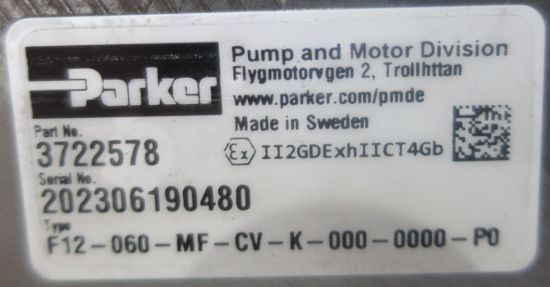 Parker
Pump and Motor Division
Flygmotorvgen 2, Trollhttan
www.parker.com/pmde
Made in Sweden
Part No.
3722578
Ex II2GDExhIICT4Gb
Serial No.
202306190480
Type
F12-060-MF-CV-K-000-0000-P0